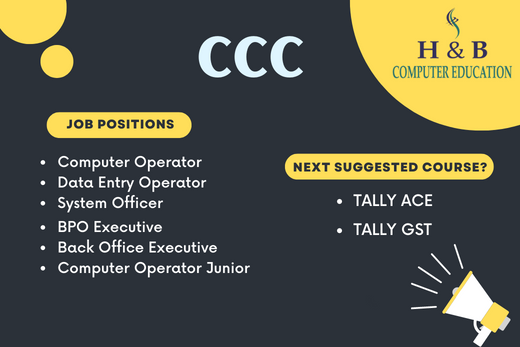 CCC
H & B
COMPUTER EDUCATION
JOB POSITIONS
• Computer Operator
• Data Entry Operator
• System Officer
• BPO Executive
• Back Office Executive
• Computer Operator Junior
NEXT SUGGESTED COURSE?
• TALLY ACE
• TALLY GST